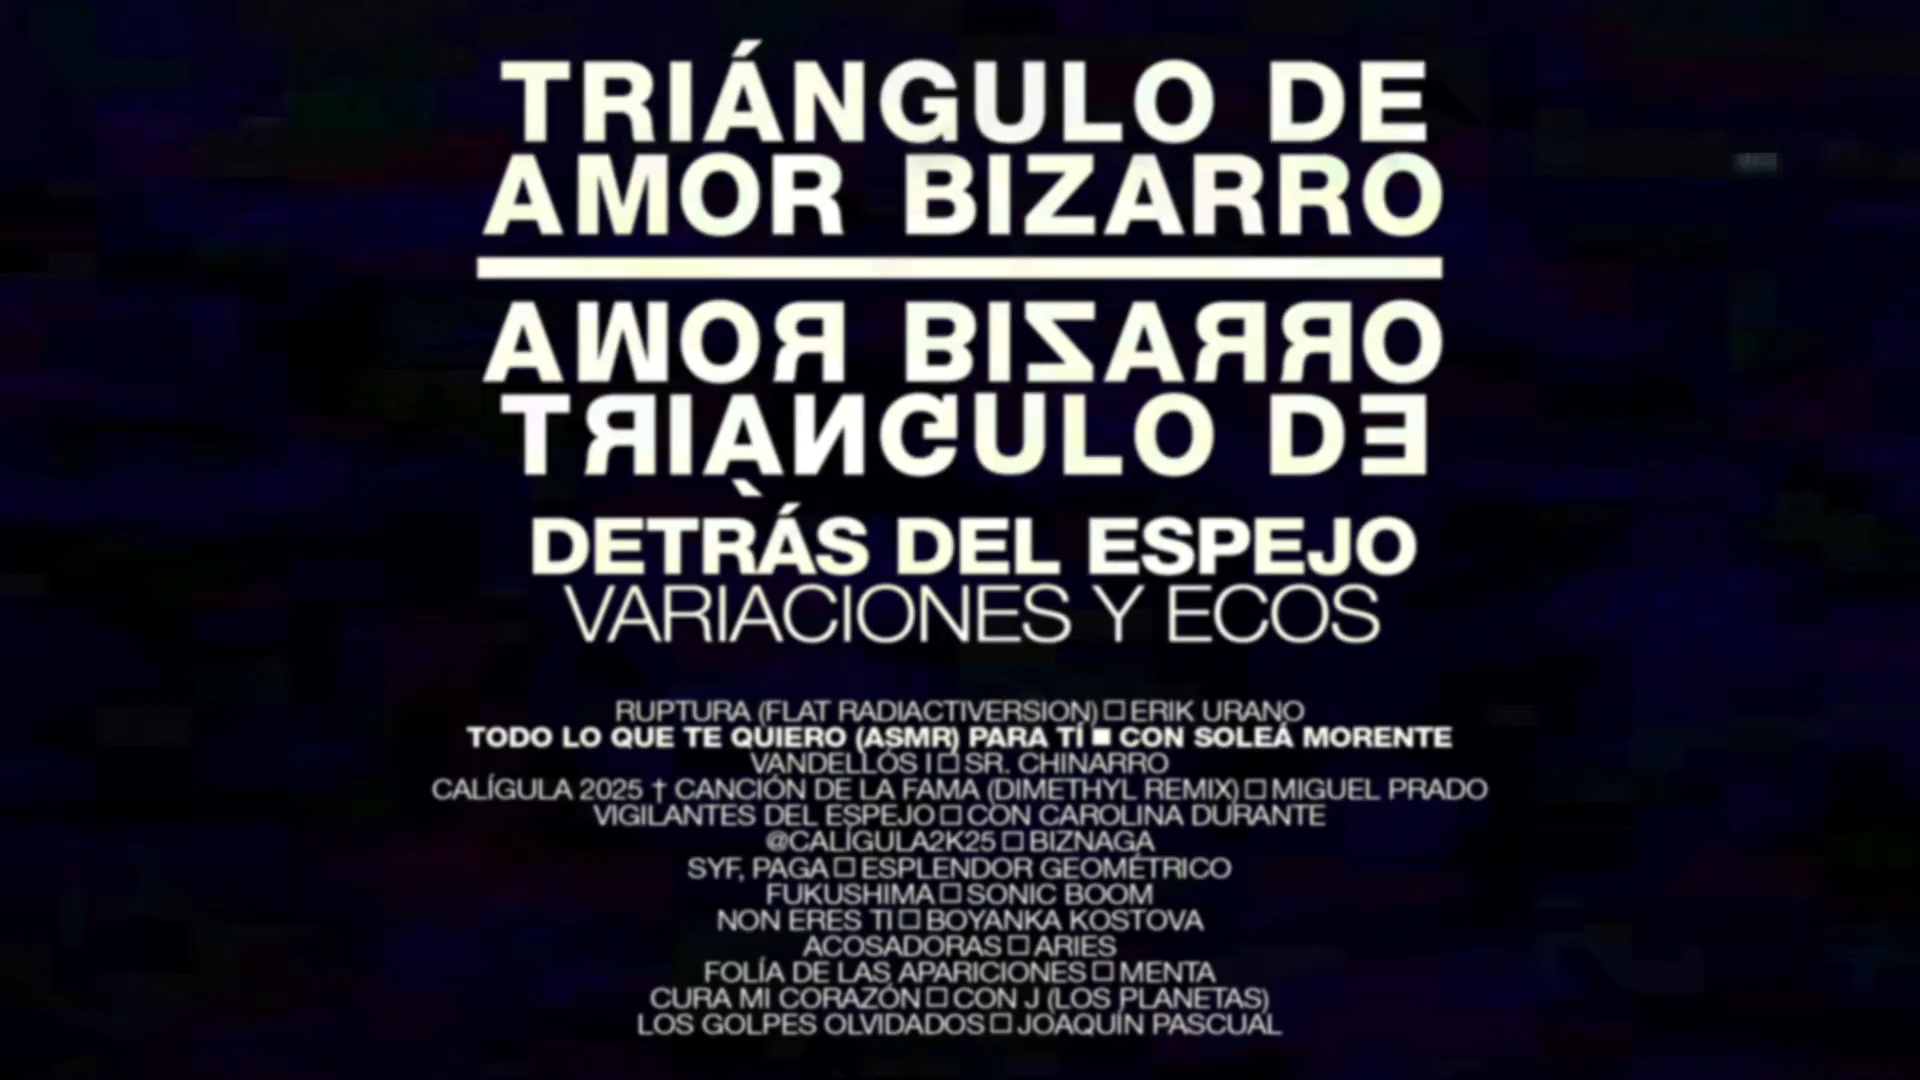 TRIÁNGULO DE
AMOR BIZARRO
AMOR BIZARRO
TRIÁNGULO DE
DETRÁS DEL ESPEJO
VARIACIONES Y ECOS
RUPTURA (FLAT RADIACTIVERSION) □ ERIK URANO
TODO LO QUE TE QUIERO (ASMR) PARA TÍ ■ CON SOLEÁ MORENTE
VANDELLÓS I □ SR. CHINARRO
CALÍGULA 2025 † CANCIÓN DE LA FAMA (DIMETHYL REMIX) □ MIGUEL PRADO
VIGILANTES DEL ESPEJO □ CON CAROLINA DURANTE
@CALÍGULA2K25 □ BIZNAGA
SYF, PAGA □ ESPLENDOR GEOMÉTRICO
FUKUSHIMA □ SONIC BOOM
NON ERES TI □ BOYANKA KOSTOVA
ACOSADORAS □ ARIES
FOLÍA DE LAS APARICIONES □ MENTA
CURA MI CORAZÓN □ CON J (LOS PLANETAS)
LOS GOLPES OLVIDADOS □ JOAQUÍN PASCUAL